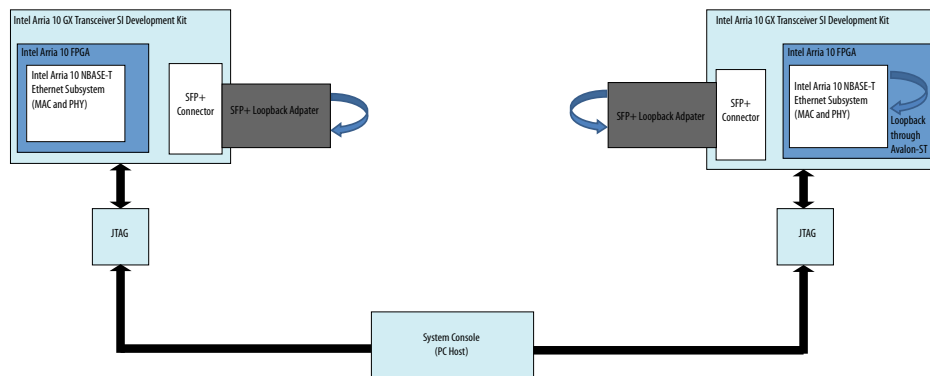 Intel Arria 10 GX Transceiver SI Development Kit
Intel Arria 10 FPGA
Intel Arria 10 NBASE-T
Ethernet Subsystem
(MAC and PHY)
SFP+
Connector
SFP+ Loopback Adpater
JTAG
Intel Arria 10 GX Transceiver SI Development Kit
Intel Arria 10 FPGA
SFP+ Loopback Adpater
SFP+
Connector
Intel Arria 10 NBASE-T
Ethernet Subsystem
(MAC and PHY)
Loopback
through
Avalon-ST
JTAG
System Console
(PC Host)